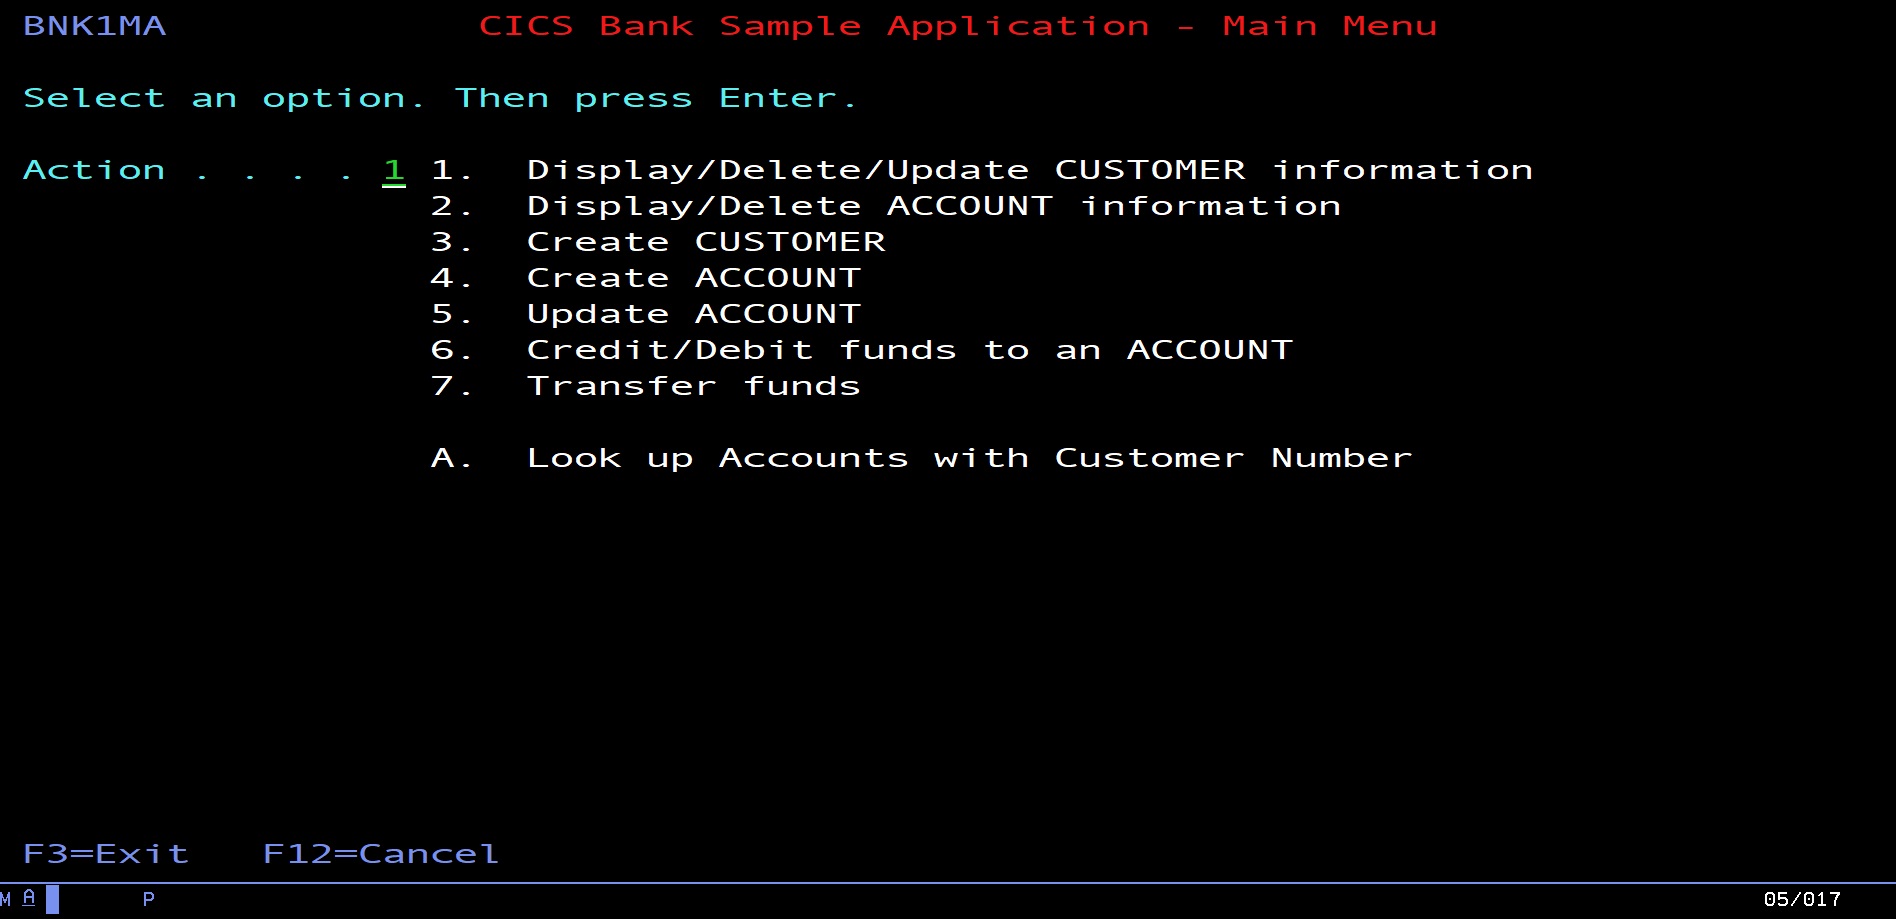 BNK1MA CICS Bank Sample Application - Main Menu
Select an option. Then press Enter.
Action . . . . 1 1. Display/Delete/Update CUSTOMER information
2. Display/Delete ACCOUNT information
3. Create CUSTOMER
4. Create ACCOUNT
5. Update ACCOUNT
6. Credit/Debit funds to an ACCOUNT
7. Transfer funds
A. Look up Accounts with Customer Number
F3=Exit F12=Cancel
M A P 05/017